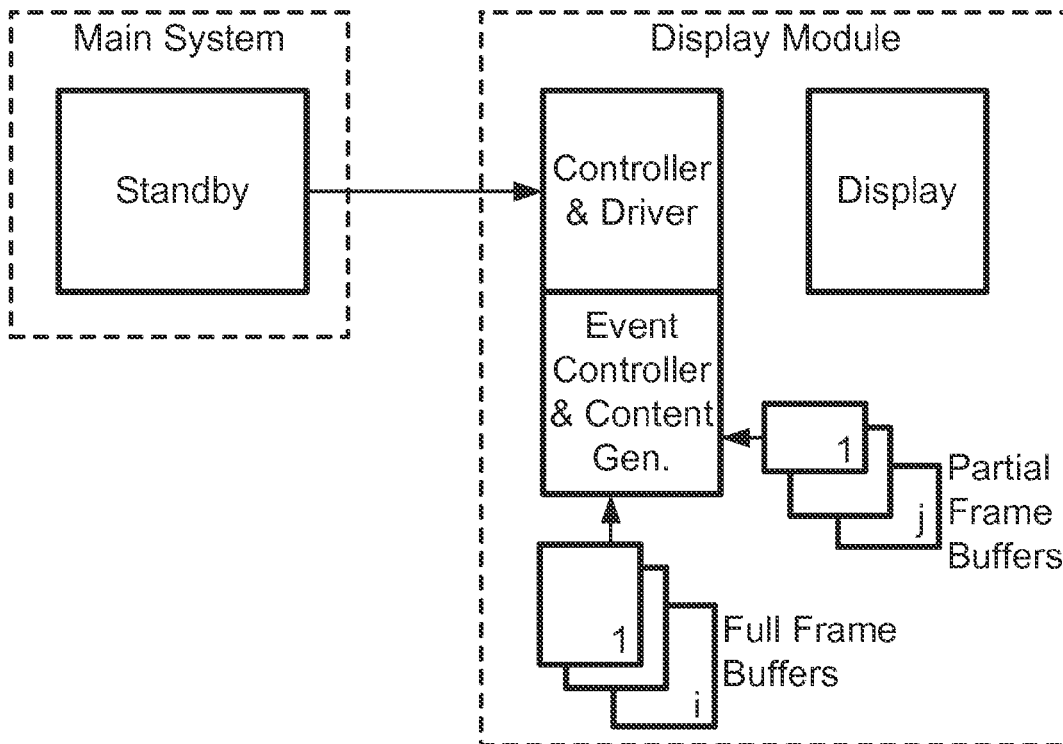 Main System
Display Module
Standby
Controller
& Driver
Display
Event
Controller
& Content
Gen.
1
j
Partial
Frame
Buffers
1
i
Full Frame
Buffers